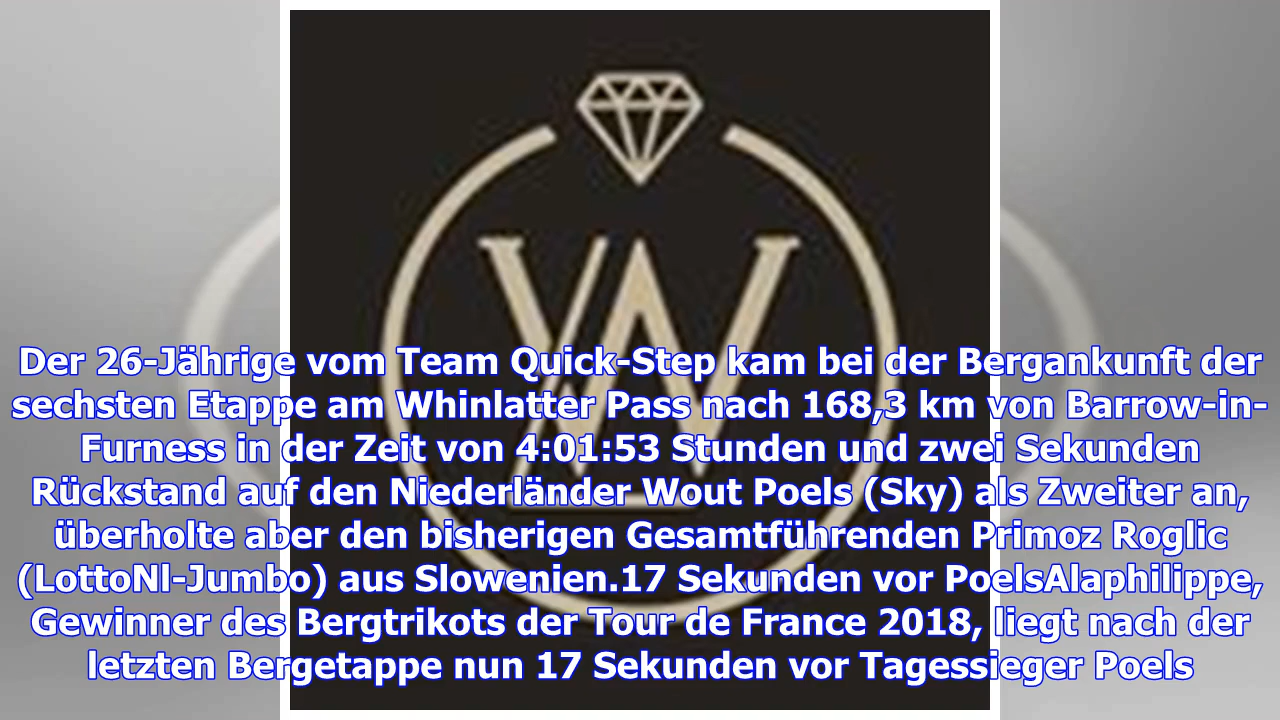 Der 26-Jährige vom Team Quick-Step kam bei der Bergankunft der
sechsten Etappe am Whinlatter Pass nach 168,3 km von Barrow-in-
Furness in der Zeit von 4:01:53 Stunden und zwei Sekunden
Rückstand auf den Niederländer Wout Poels (Sky) als Zweiter an,
überholte aber den bisherigen Gesamtführenden Primoz Roglic
(LottoNl-Jumbo) aus Slowenien.17 Sekunden vor PoelsAlaphilippe,
Gewinner des Bergtrikots der Tour de France 2018, liegt nach der
letzten Bergetappe nun 17 Sekunden vor Tagessieger Poels